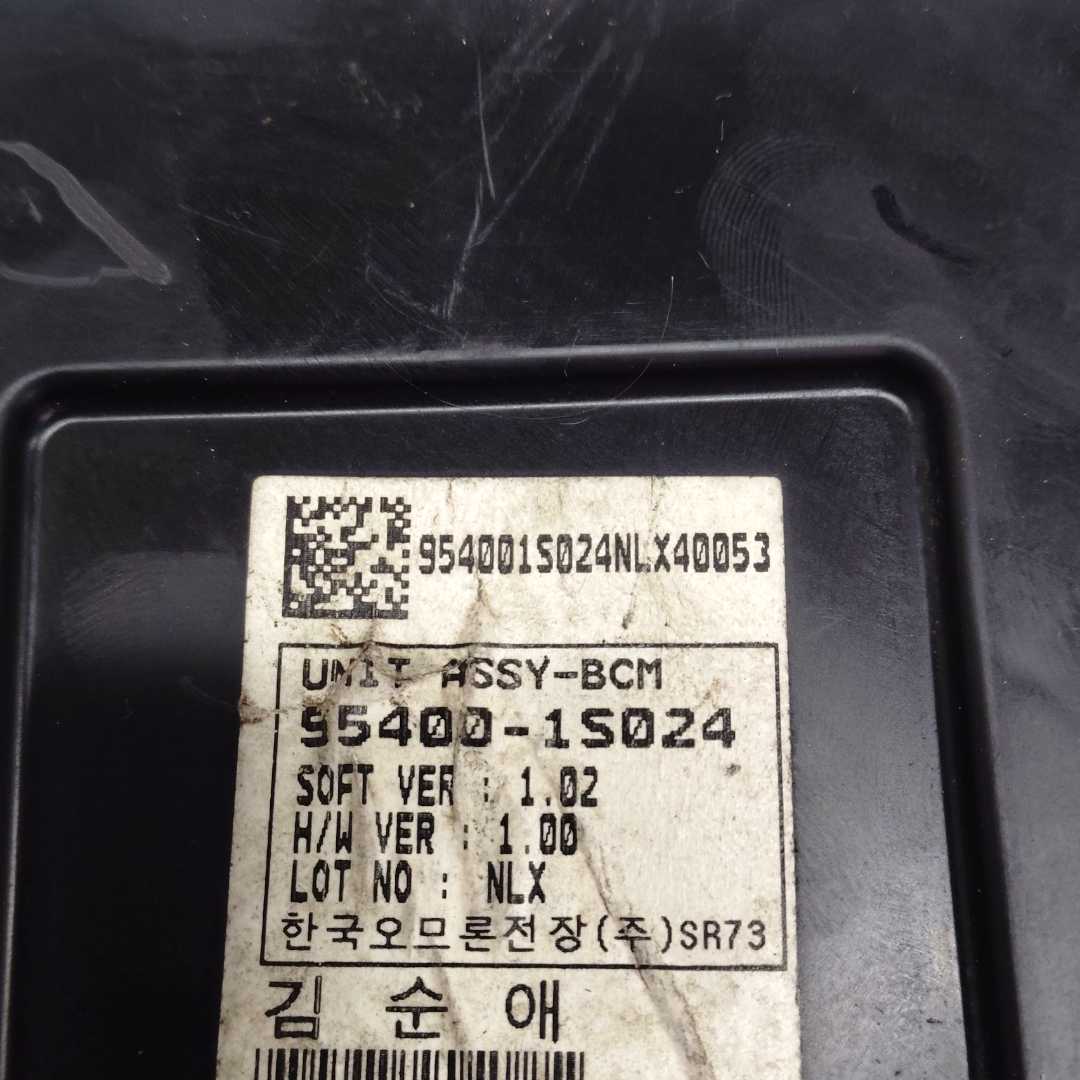 954001S024NLX40053
UNIT ASSY-BCM
95400-1S024
SOFT VER : 1.02
H/W VER : 1.00
LOT NO : NLX
한국오므론전장(주)SR73
김 순 애